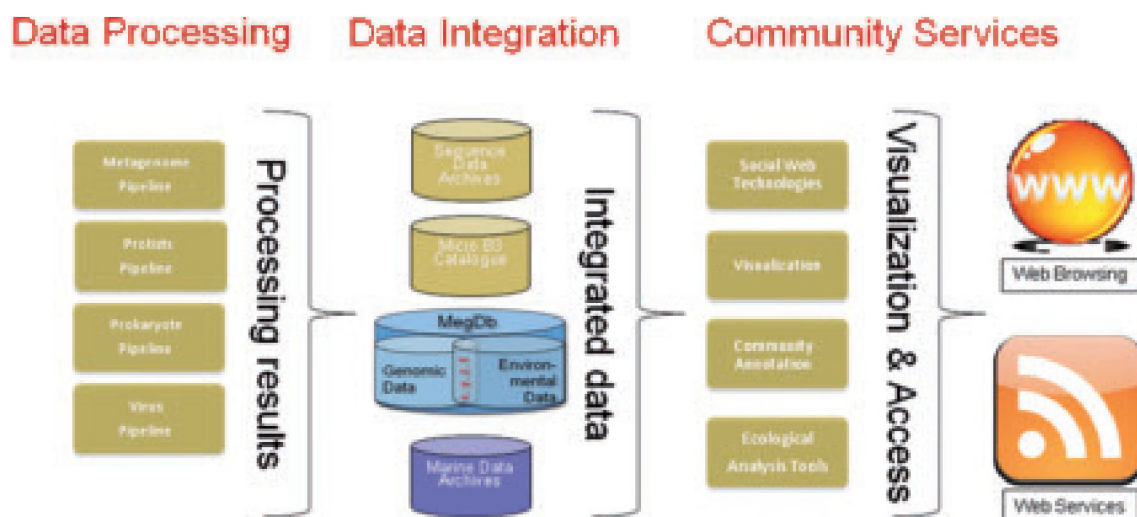 Data Processing
Data Integration
Community Services
Metagenome
Pipeline
Protists
Pipeline
Prokaryote
Pipeline
Virus
Pipeline
Processing results
Sequence
Data
Archives
Micro B3
Catalogue
MegDb
Genomic
Data
Environ-
mental
Data
Marine Data
Archives
Integrated data
Social Web
Technologies
Visualization
Community
Annotation
Ecological
Analysis Tools
Visualization & Access
WWW
Web Browsing
Web Services